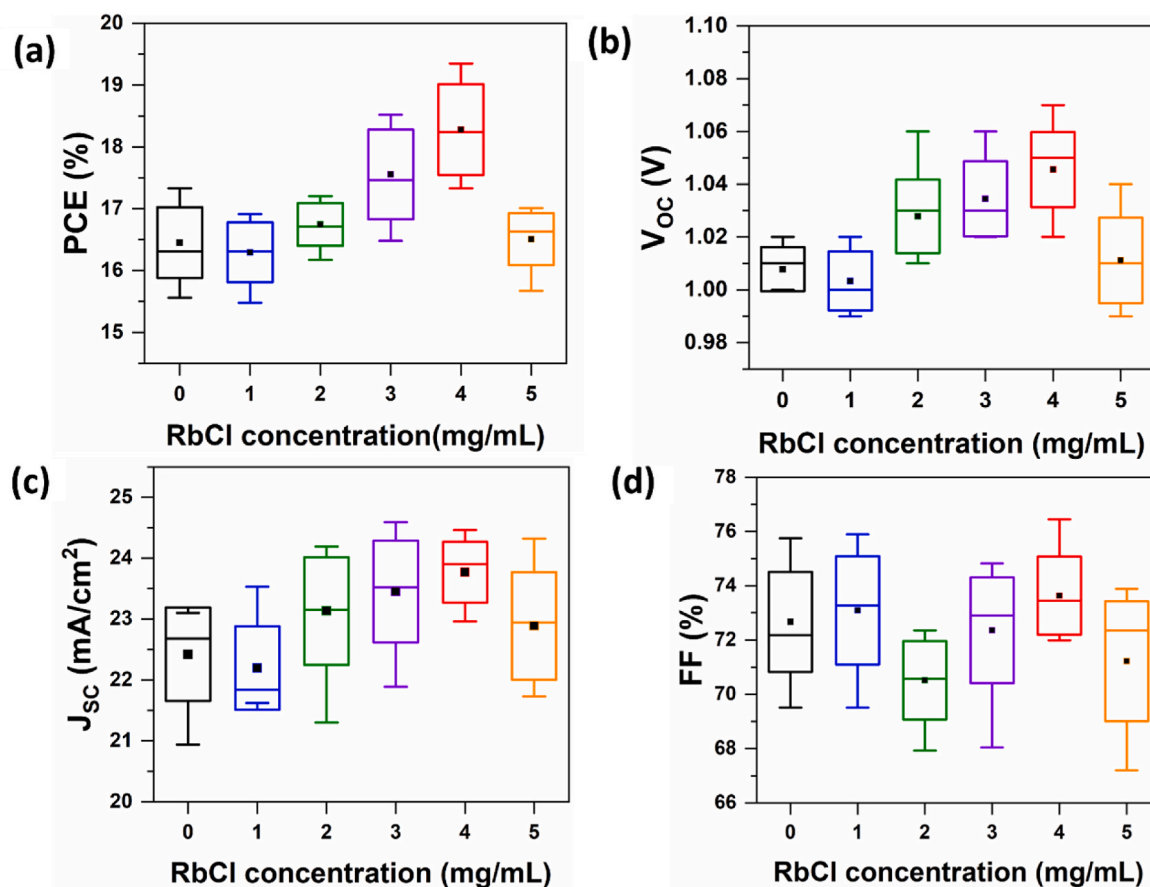 (a)
PCE (%)
20
19
18
17
16
15
0 1 2 3 4 5
RbCl concentration(mg/mL)
(b)
V_OC (V)
1.10
1.08
1.06
1.04
1.02
1.00
0.98
0 1 2 3 4 5
RbCl concentration (mg/mL)
(c)
J_SC (mA/cm²)
25
24
23
22
21
20
0 1 2 3 4 5
RbCl concentration (mg/mL)
(d)
FF (%)
78
76
74
72
70
68
66
0 1 2 3 4 5
RbCl concentration (mg/mL)